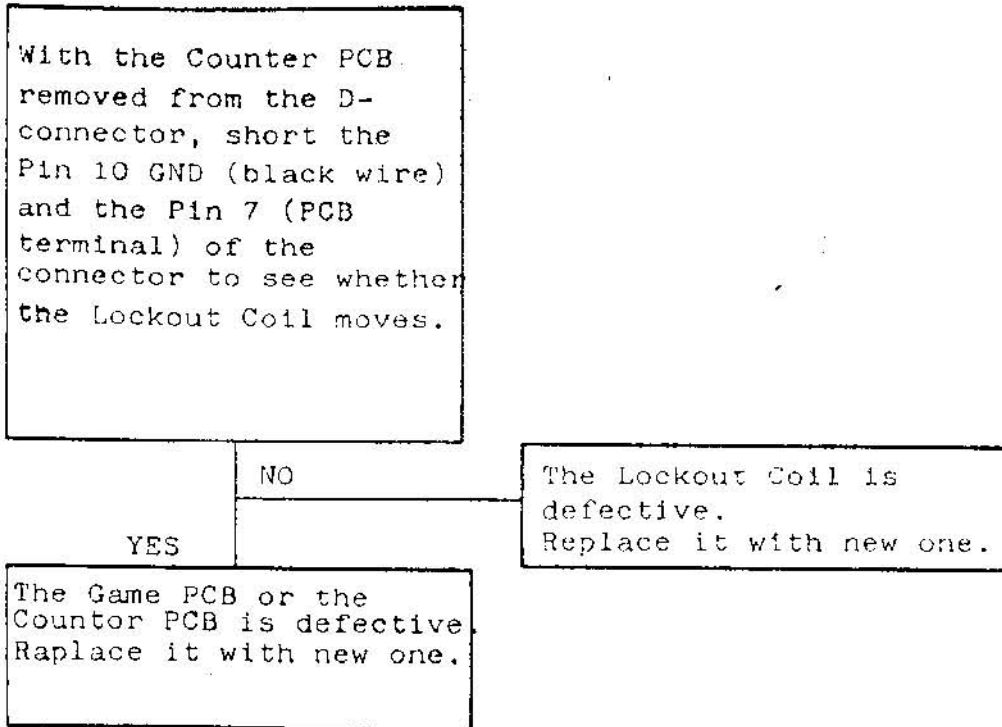 With the Counter PCB
removed from the D-
connector, short the
Pin 10 GND (black wire)
and the Pin 7 (PCB
terminal) of the
connector to see whether
the Lockout Coil moves.
NO
The Lockout Coil is
defective.
Replace it with new one.
YES
The Game PCB or the
Countor PCB is defective.
Raplace it with new one.